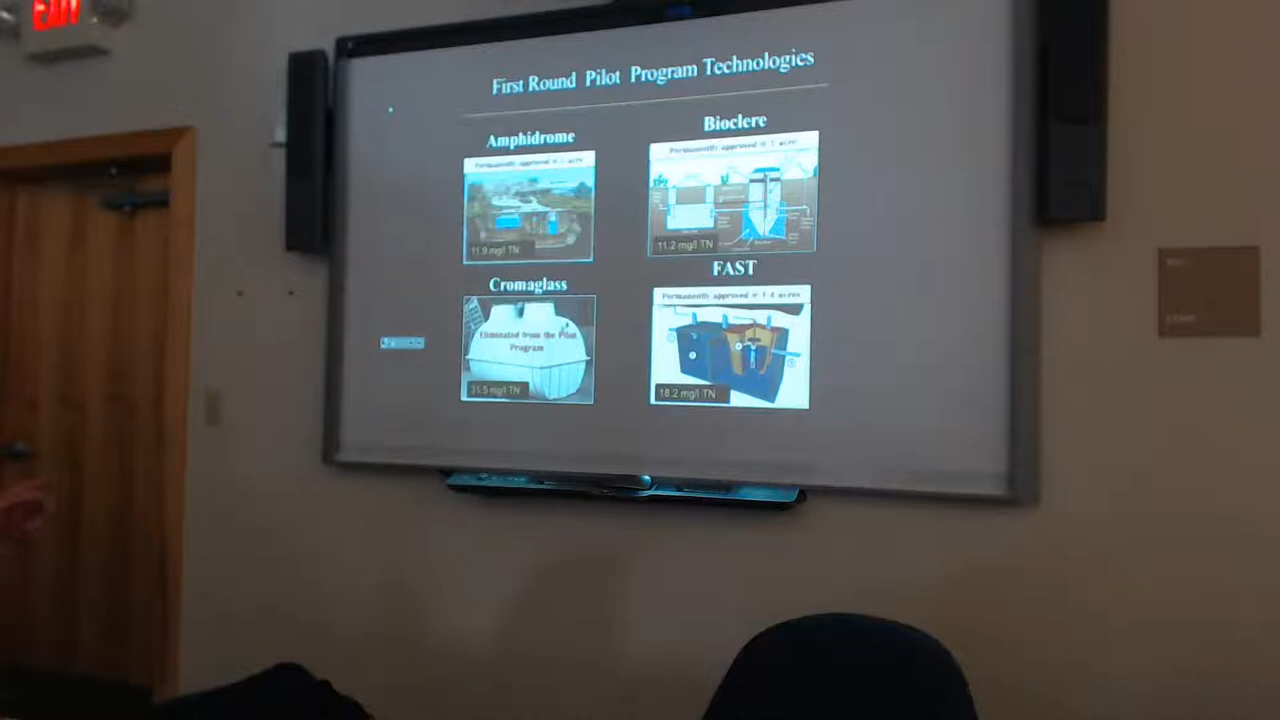 EXIT
First Round Pilot Program Technologies
Amphidrome
Permanently approved = 1 acre
11.9 mg/l TN
Bioclere
Permanently approved = 1 acre
11.2 mg/l TN
Cromaglass
Eliminated from the Pilot
Program
31.5 mg/l TN
FAST
Permanently approved = 1.4 acres
18.2 mg/l TN